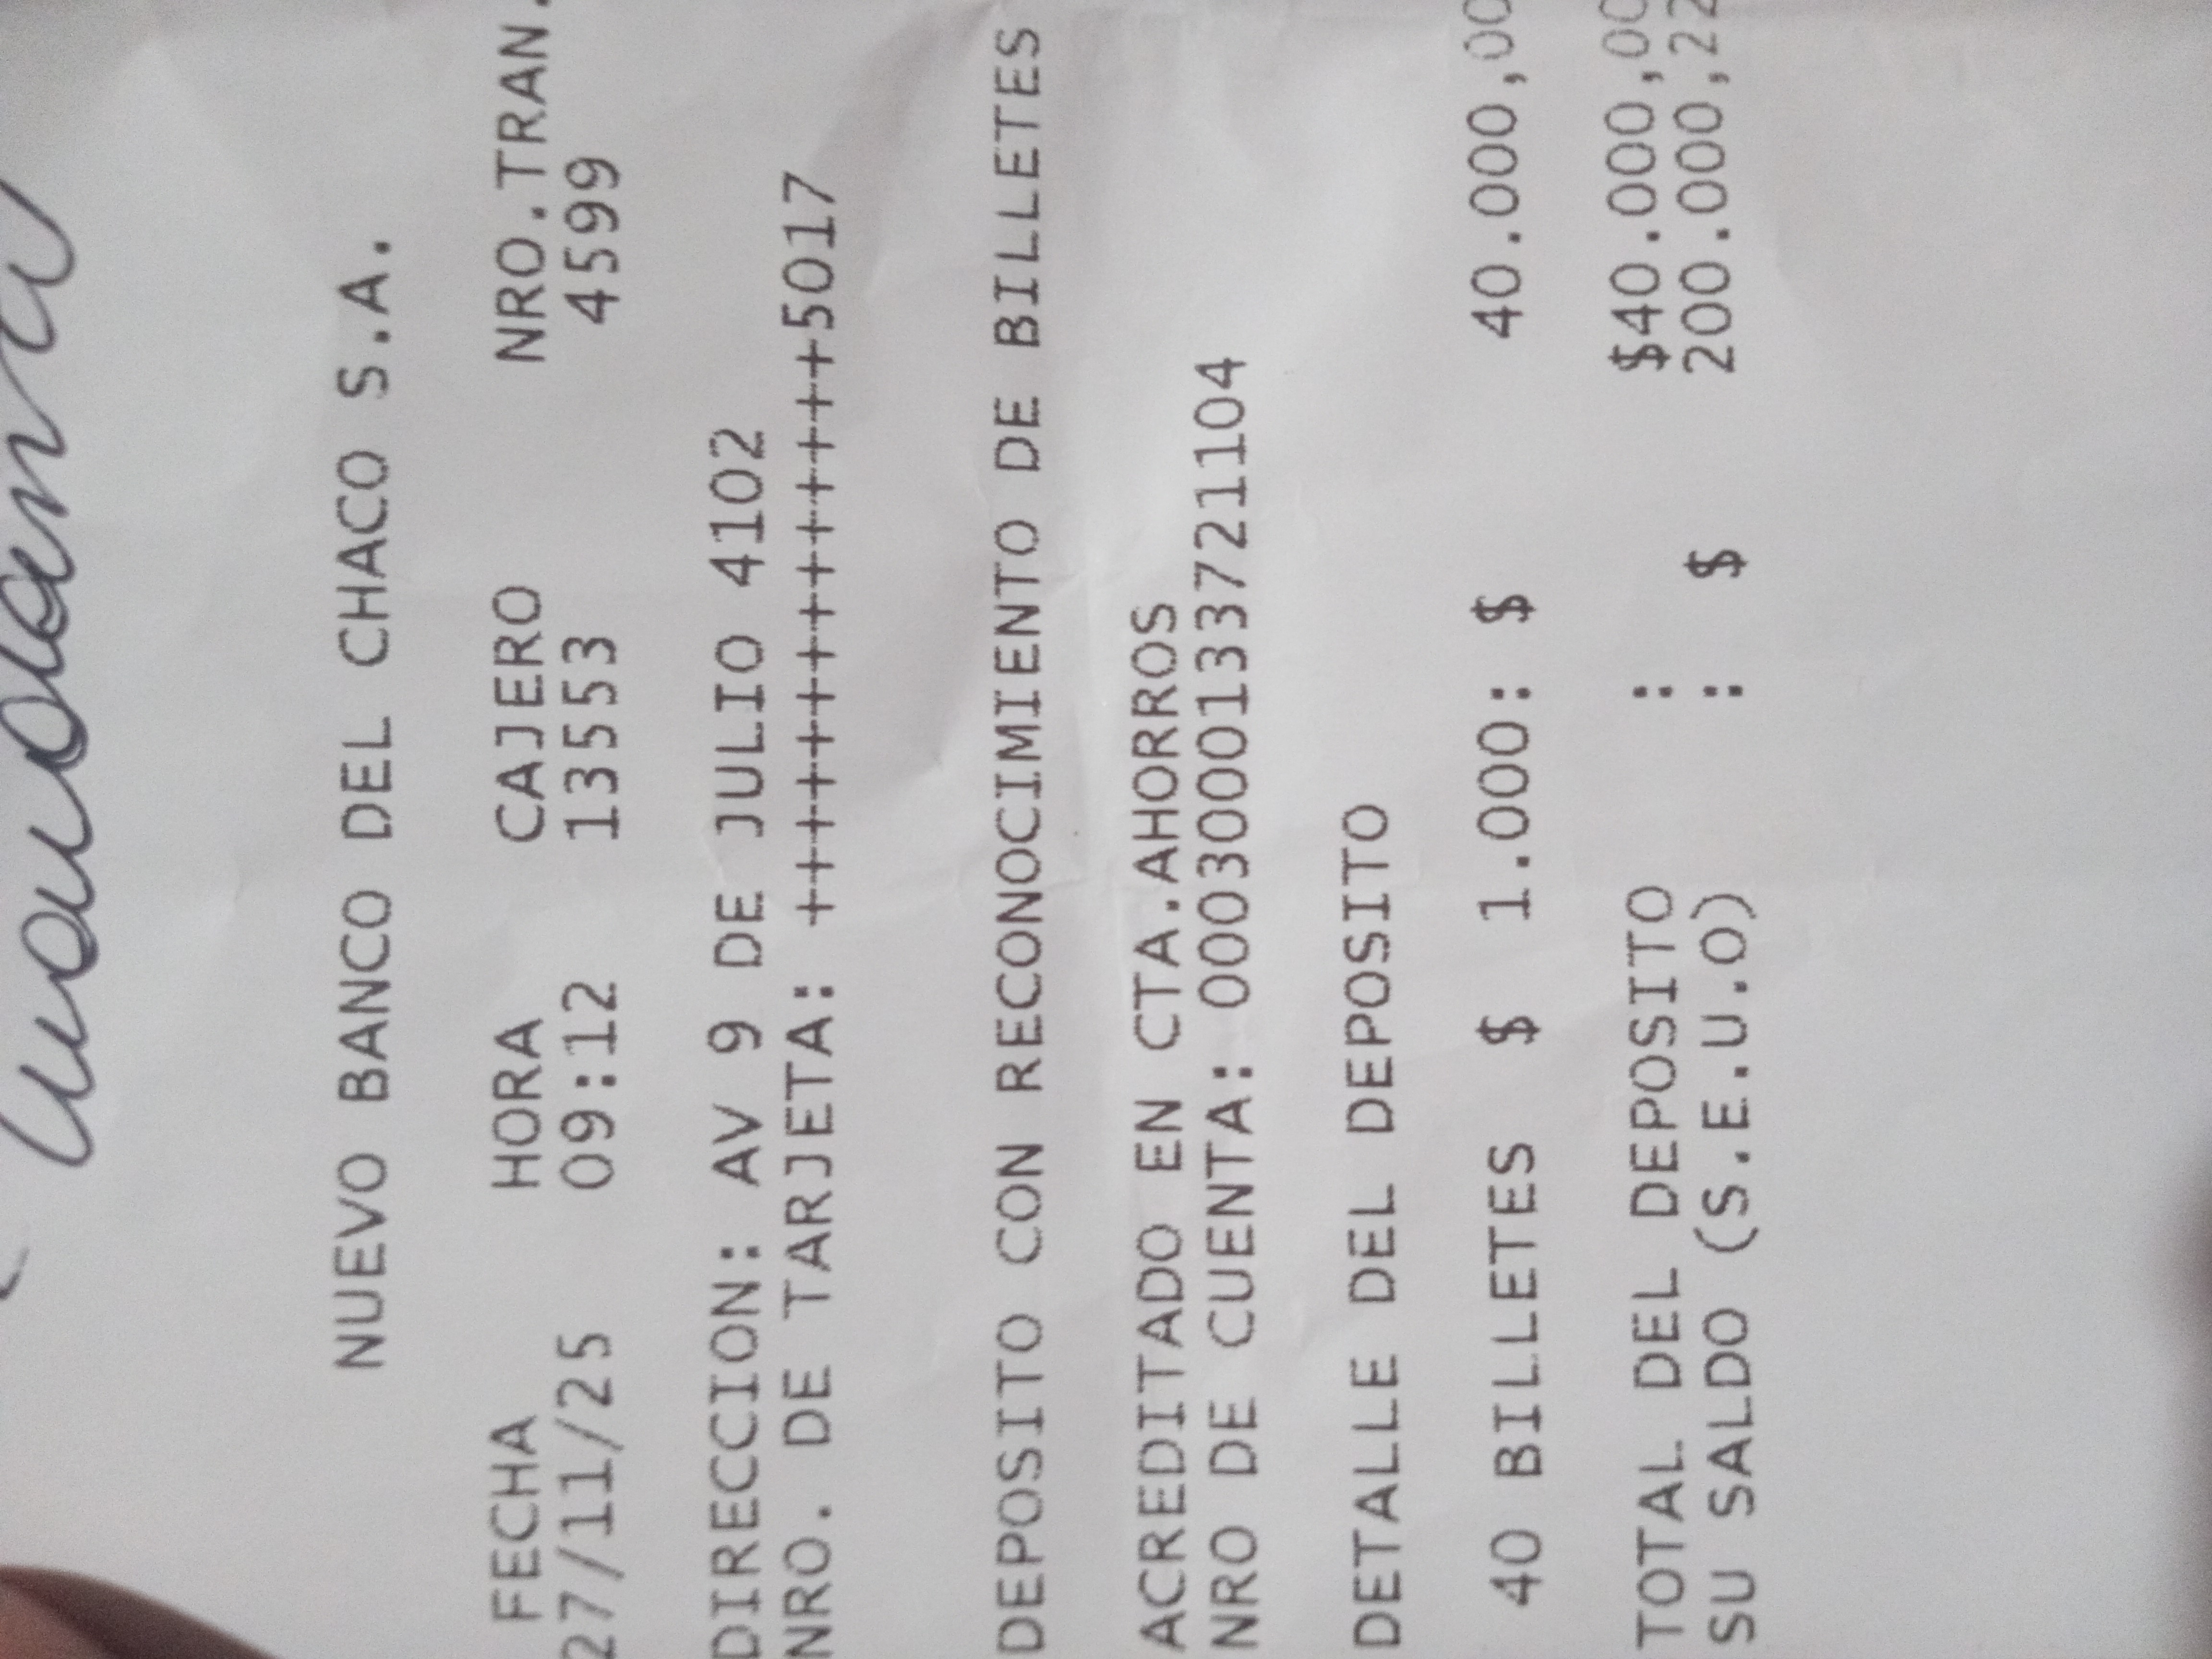 NUEVO BANCO DEL CHACO S.A.
FECHA HORA CAJERO NRO.TRAN.
27/11/25 09:12 13553 4599
DIRECCION: AV 9 DE JULIO 4102
NRO. DE TARJETA: ++++++++++++5017
DEPOSITO CON RECONOCIMIENTO DE BILLETES
ACREDITADO EN CTA.AHORROS
NRO DE CUENTA: 000300001337211104
DETALLE DEL DEPOSITO
40 BILLETES $ 1.000: $ 40.000,00
TOTAL DEL DEPOSITO : $40.000,00
SU SALDO (S.E.U.O) : $ 200.000,22